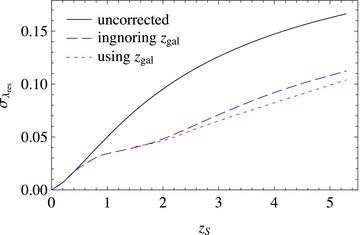 uncorrected
ingnoring z_gal
using z_gal
0.15
0.10
0.05
0.00
σ_λres
0 1 2 3 4 5
z_S